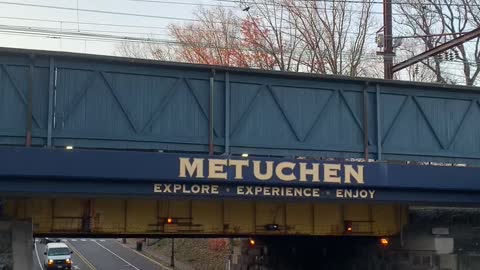 METUCHEN
EXPLORE · EXPERIENCE · ENJOY